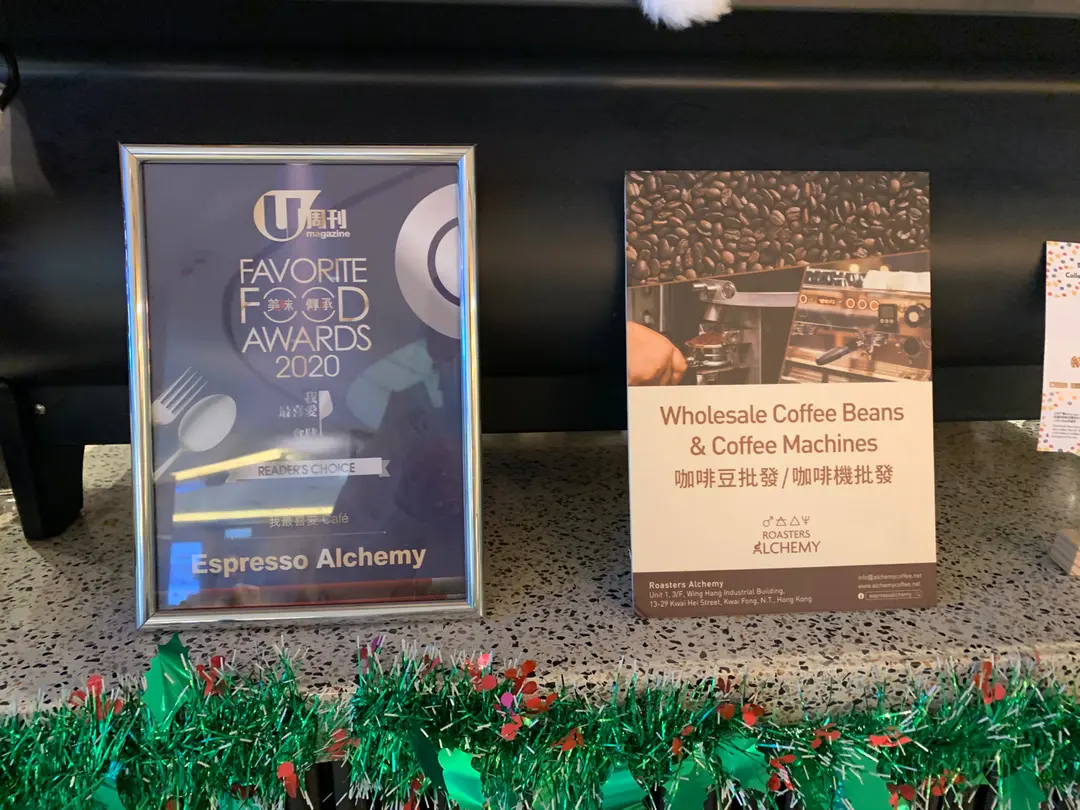 U周刊
magazine
FAVORITE
FOOD
美味 傳承
AWARDS
2020
我
最喜愛
食肆
READER'S CHOICE
我最喜愛 Café
Espresso Alchemy
Wholesale Coffee Beans
& Coffee Machines
咖啡豆批發/咖啡機批發
ROASTERS
ALCHEMY
Roasters Alchemy
Unit 1, 3/F, Wing Hang Industrial Building,
13-29 Kwai Hei Street, Kwai Fong, N.T., Hong Kong
info@alchemycoffee.net
www.alchemycoffee.net
espressoalchemy